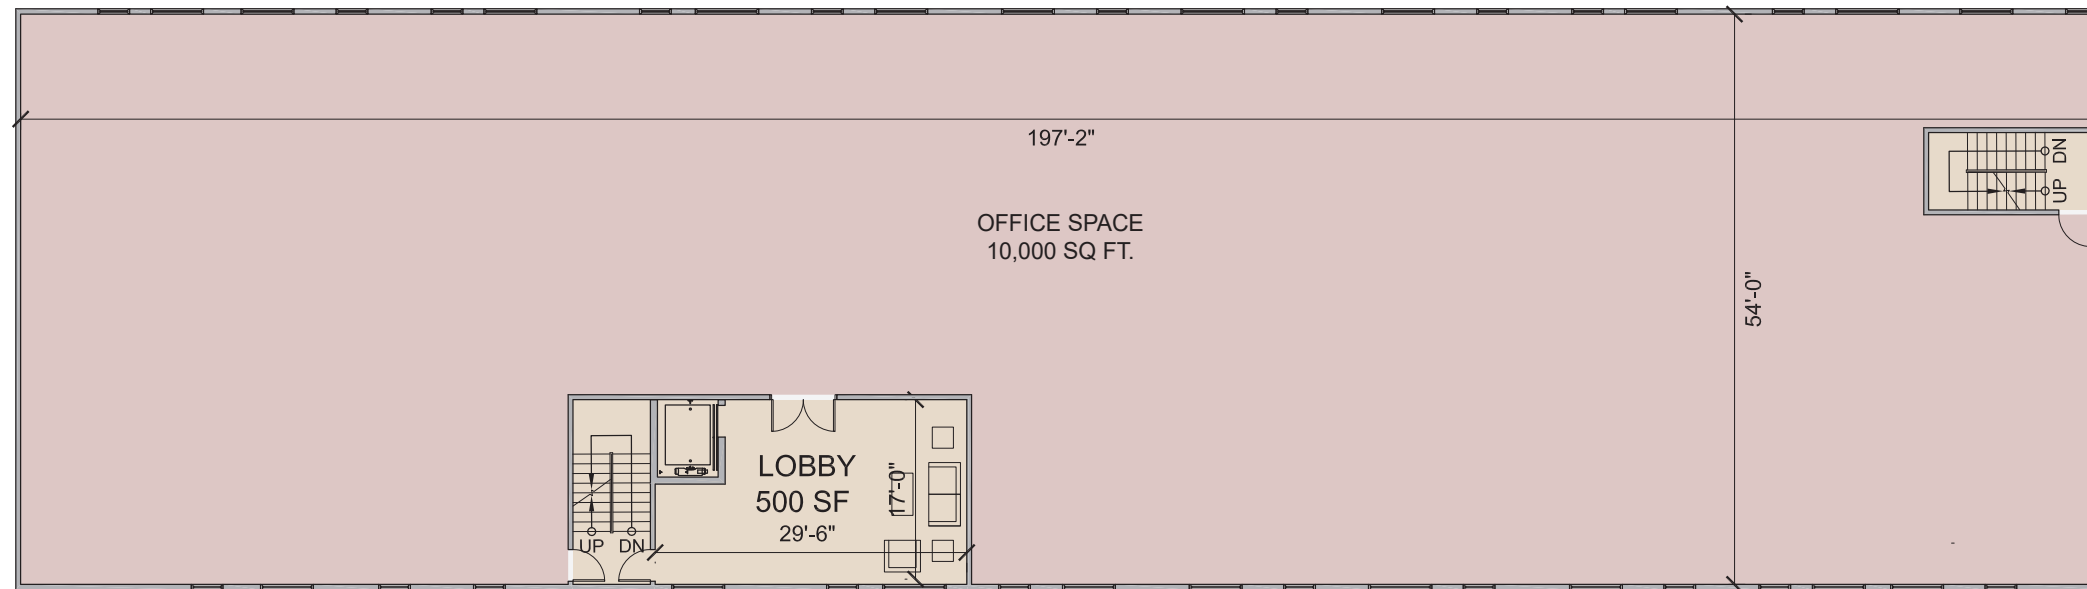 197'-2"
DN
UP
OFFICE SPACE
10,000 SQ FT.
54'-0"
LOBBY
500 SF
17'-0"
29'-6"
UP DN